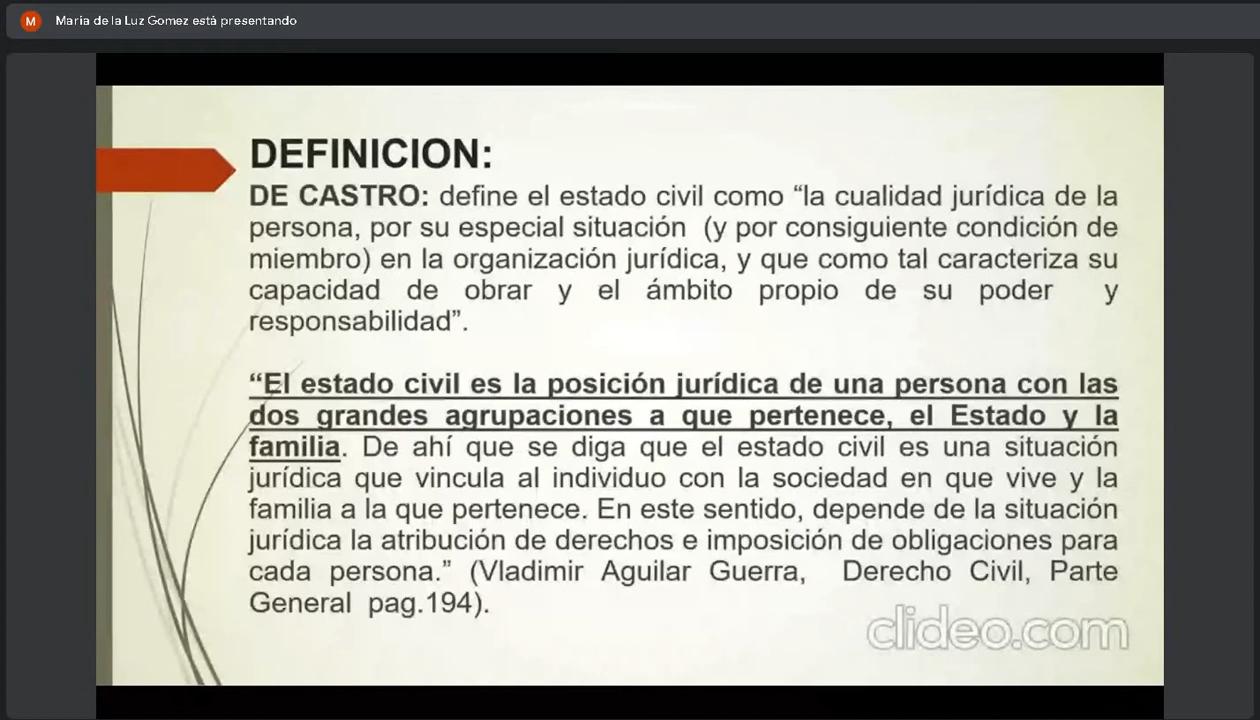 M
Maria de la Luz Gomez está presentando
DEFINICION:
DE CASTRO: define el estado civil como “la cualidad jurídica de la
persona, por su especial situación (y por consiguiente condición de
miembro) en la organización jurídica, y que como tal caracteriza su
capacidad de obrar y el ámbito propio de su poder y
responsabilidad”.
“El estado civil es la posición jurídica de una persona con las
dos grandes agrupaciones a que pertenece, el Estado y la
familia. De ahí que se diga que el estado civil es una situación
jurídica que vincula al individuo con la sociedad en que vive y la
familia a la que pertenece. En este sentido, depende de la situación
jurídica la atribución de derechos e imposición de obligaciones para
cada persona.” (Vladimir Aguilar Guerra, Derecho Civil, Parte
General pag.194).
clideo.com